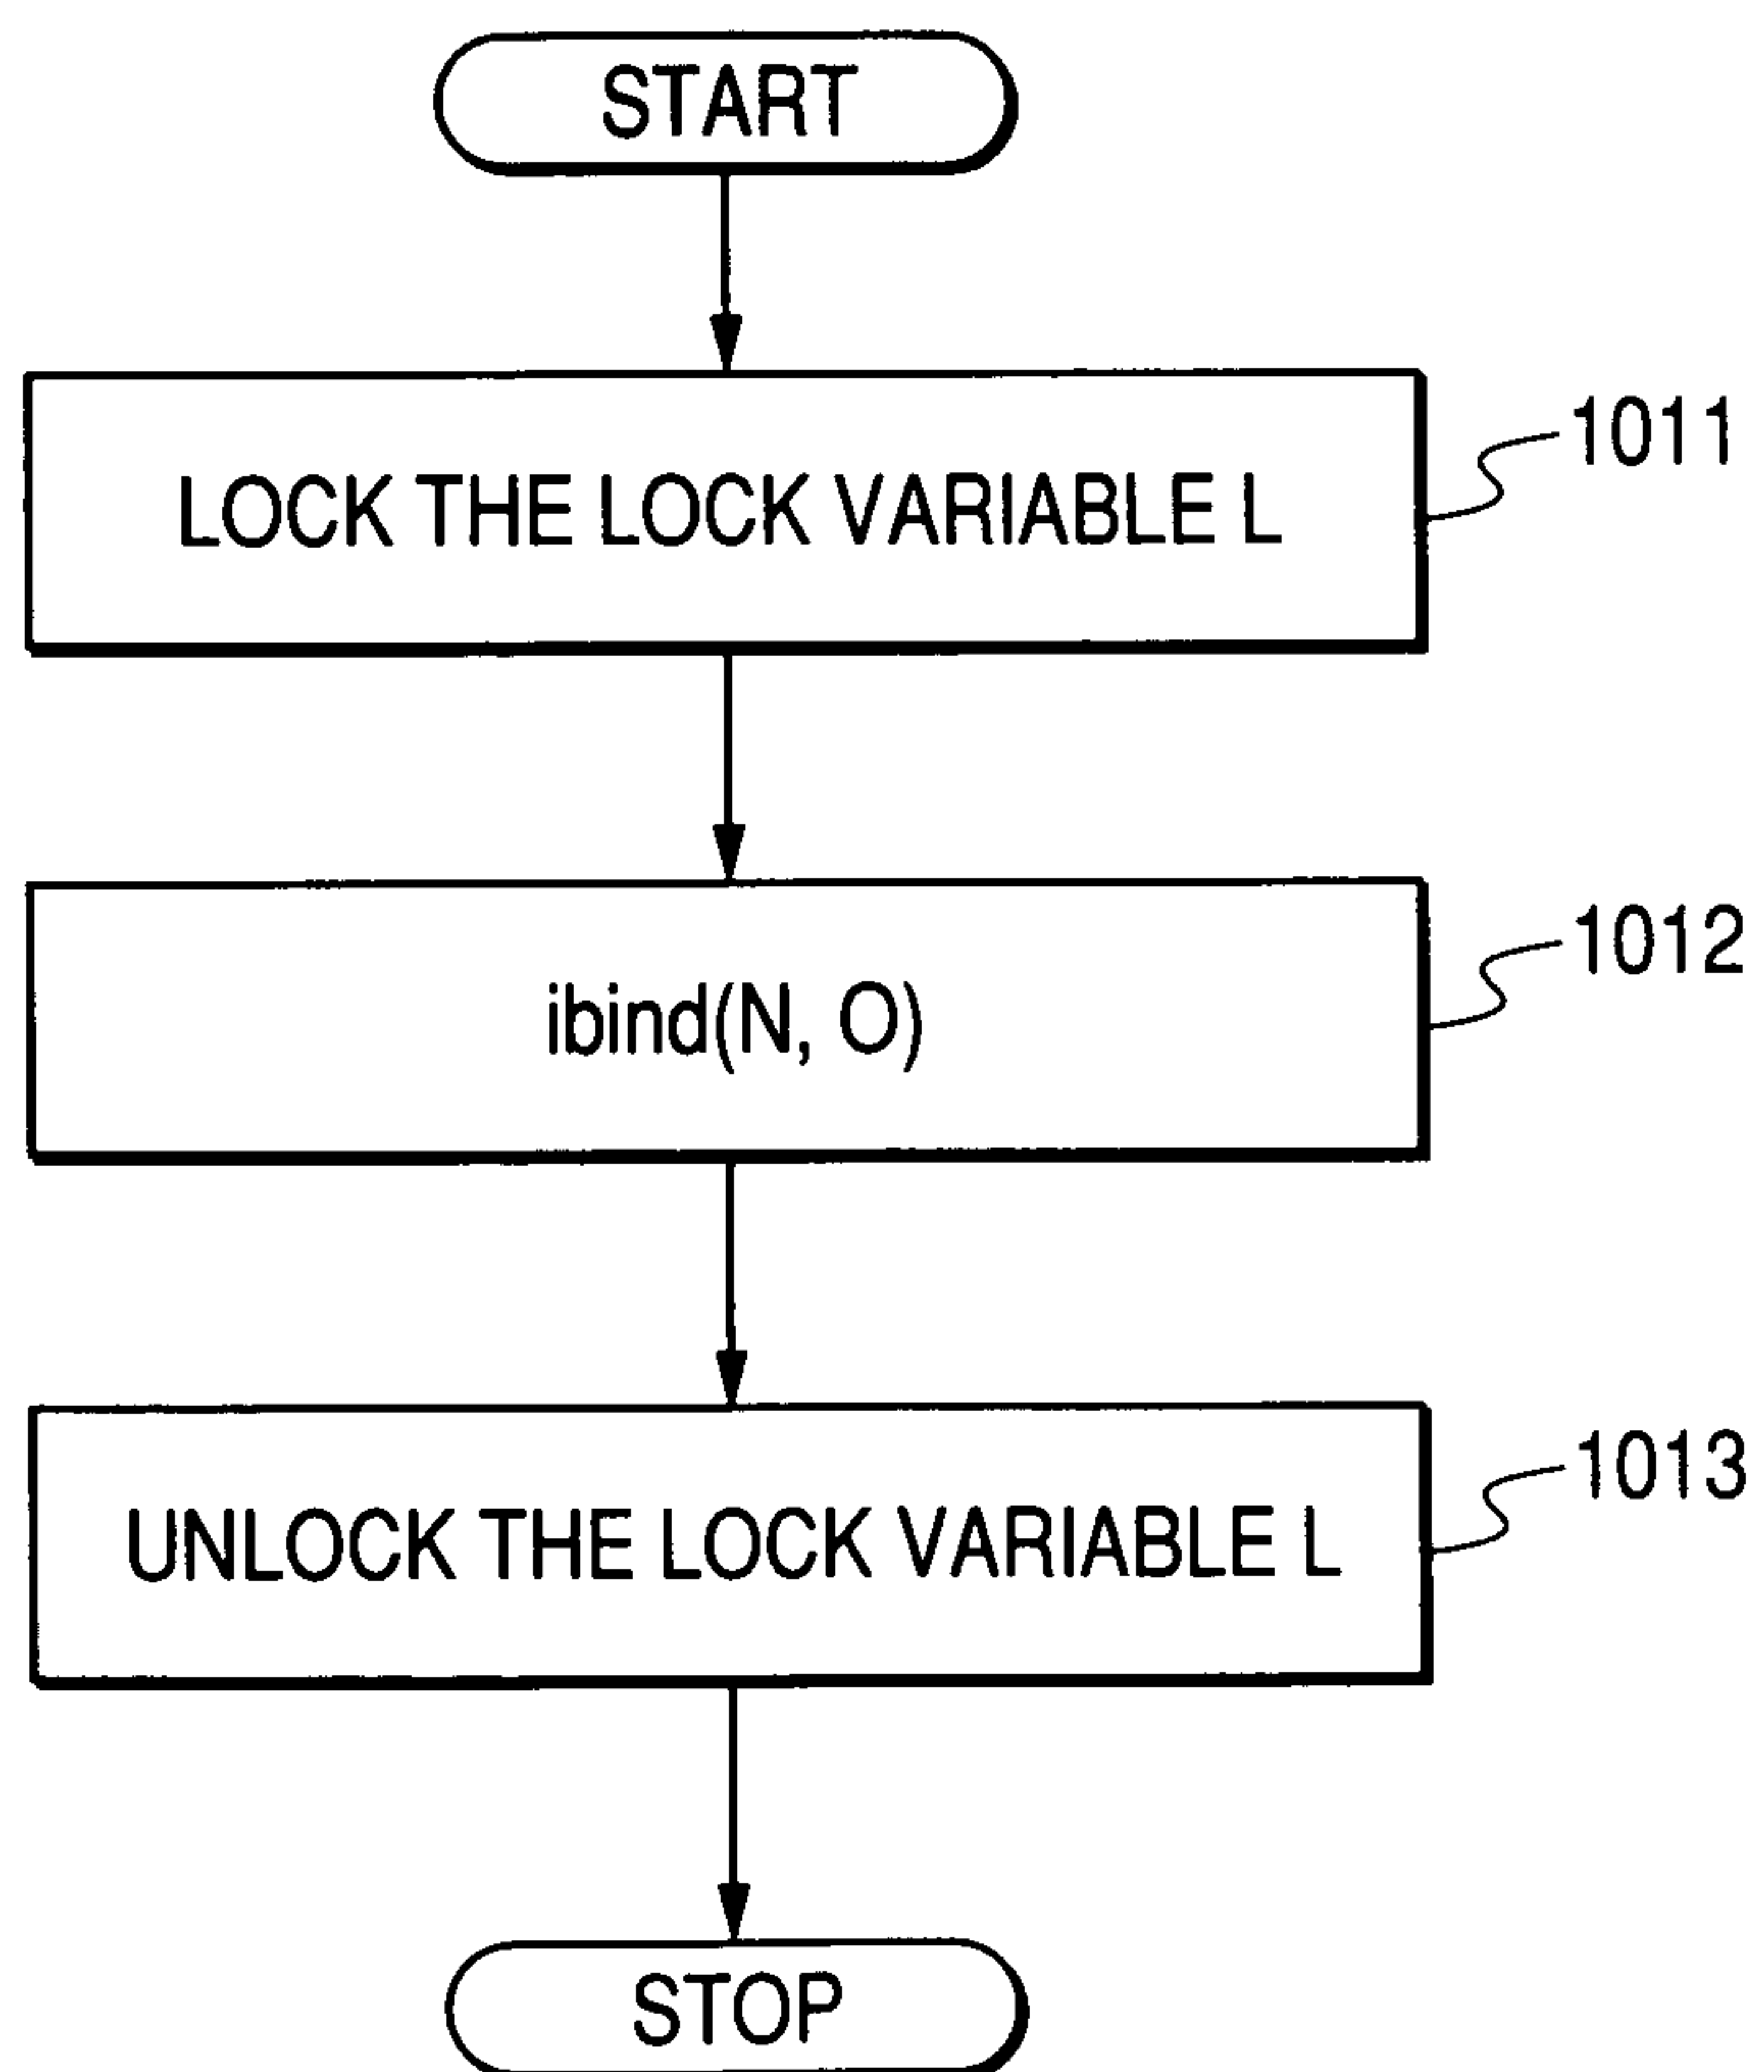 START
LOCK THE LOCK VARIABLE L
1011
ibind(N, O)
1012
UNLOCK THE LOCK VARIABLE L
1013
STOP